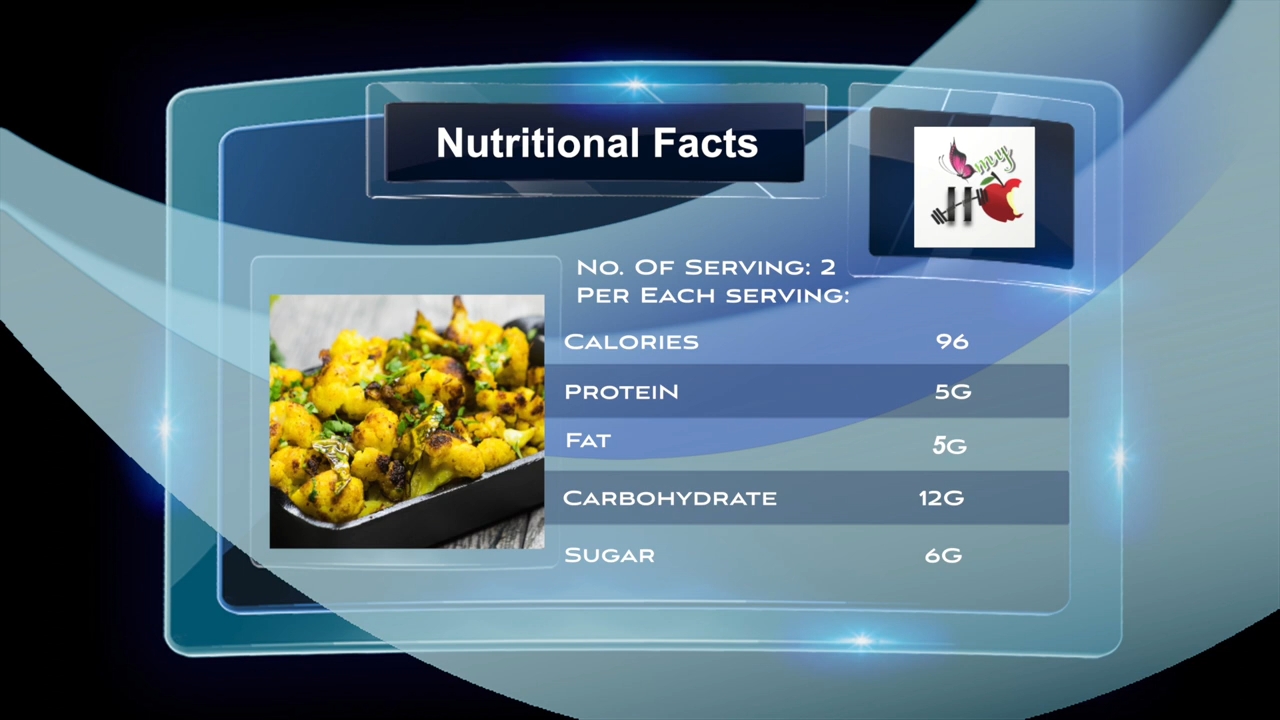 Nutritional Facts
No. Of Serving: 2
Per Each serving:
Calories 96
Protein 5G
Fat 5G
Carbohydrate 12G
Sugar 6G